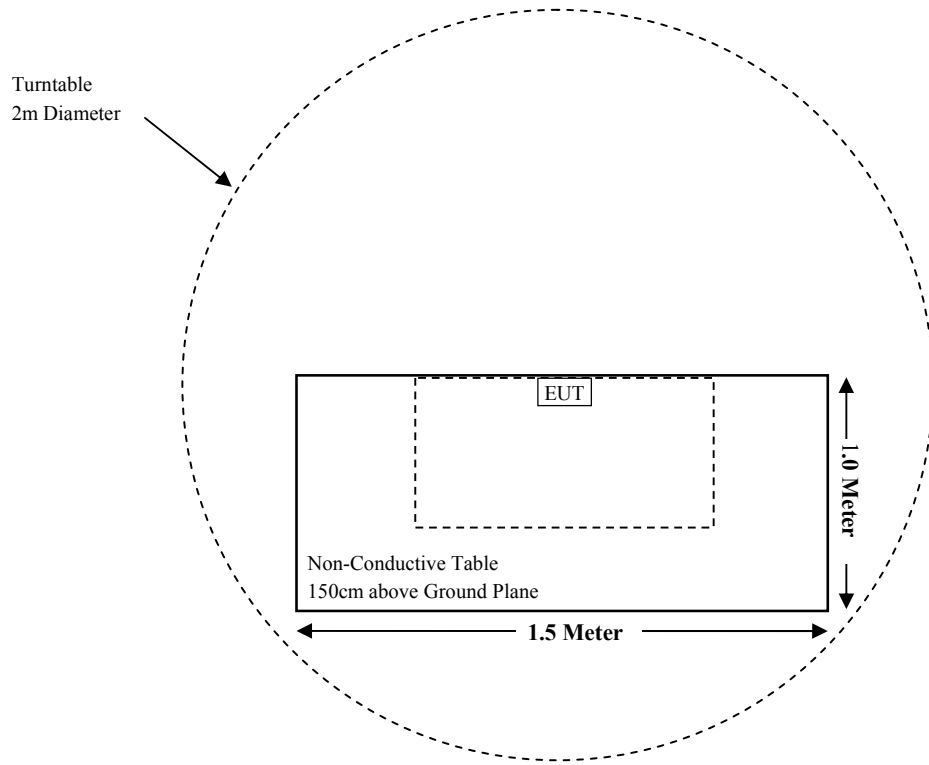 Turntable
2m Diameter
EUT
1.0 Meter
Non-Conductive Table
150cm above Ground Plane
1.5 Meter